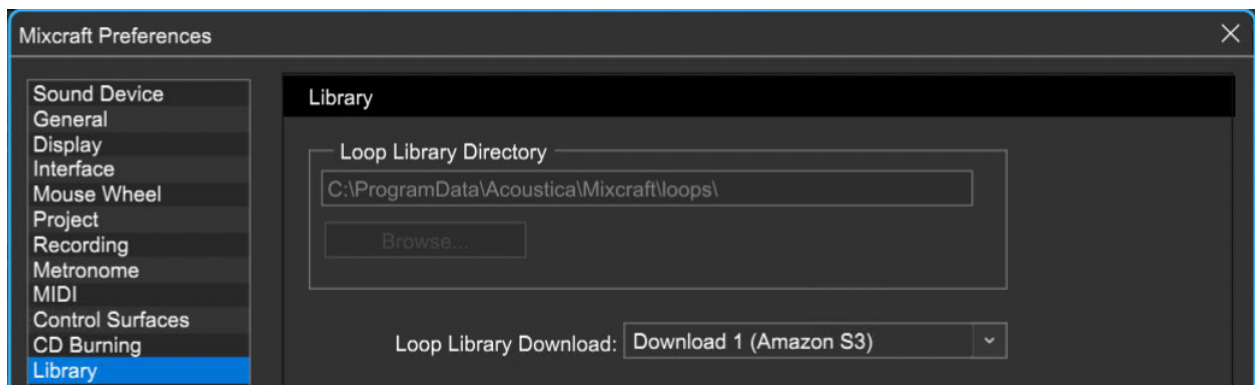 Mixcraft Preferences
Sound Device
General
Display
Interface
Mouse Wheel
Project
Recording
Metronome
MIDI
Control Surfaces
CD Burning
Library
Library
Loop Library Directory
C:\ProgramData\Acoustica\Mixcraft\loops\
Browse...
Loop Library Download: Download 1 (Amazon S3)